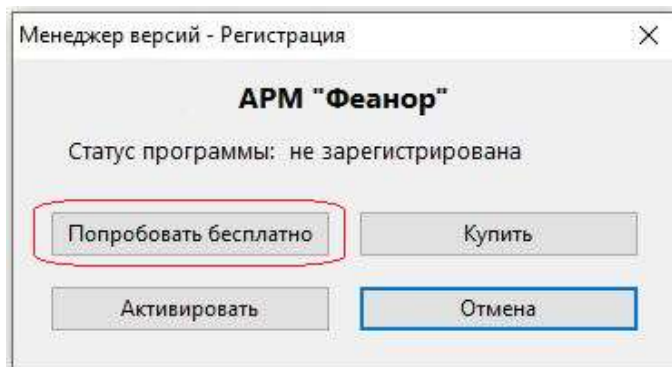 Менеджер версий - Регистрация
АРМ "Феанор"
Статус программы: не зарегистрирована
Попробовать бесплатно
Купить
Активировать
Отмена